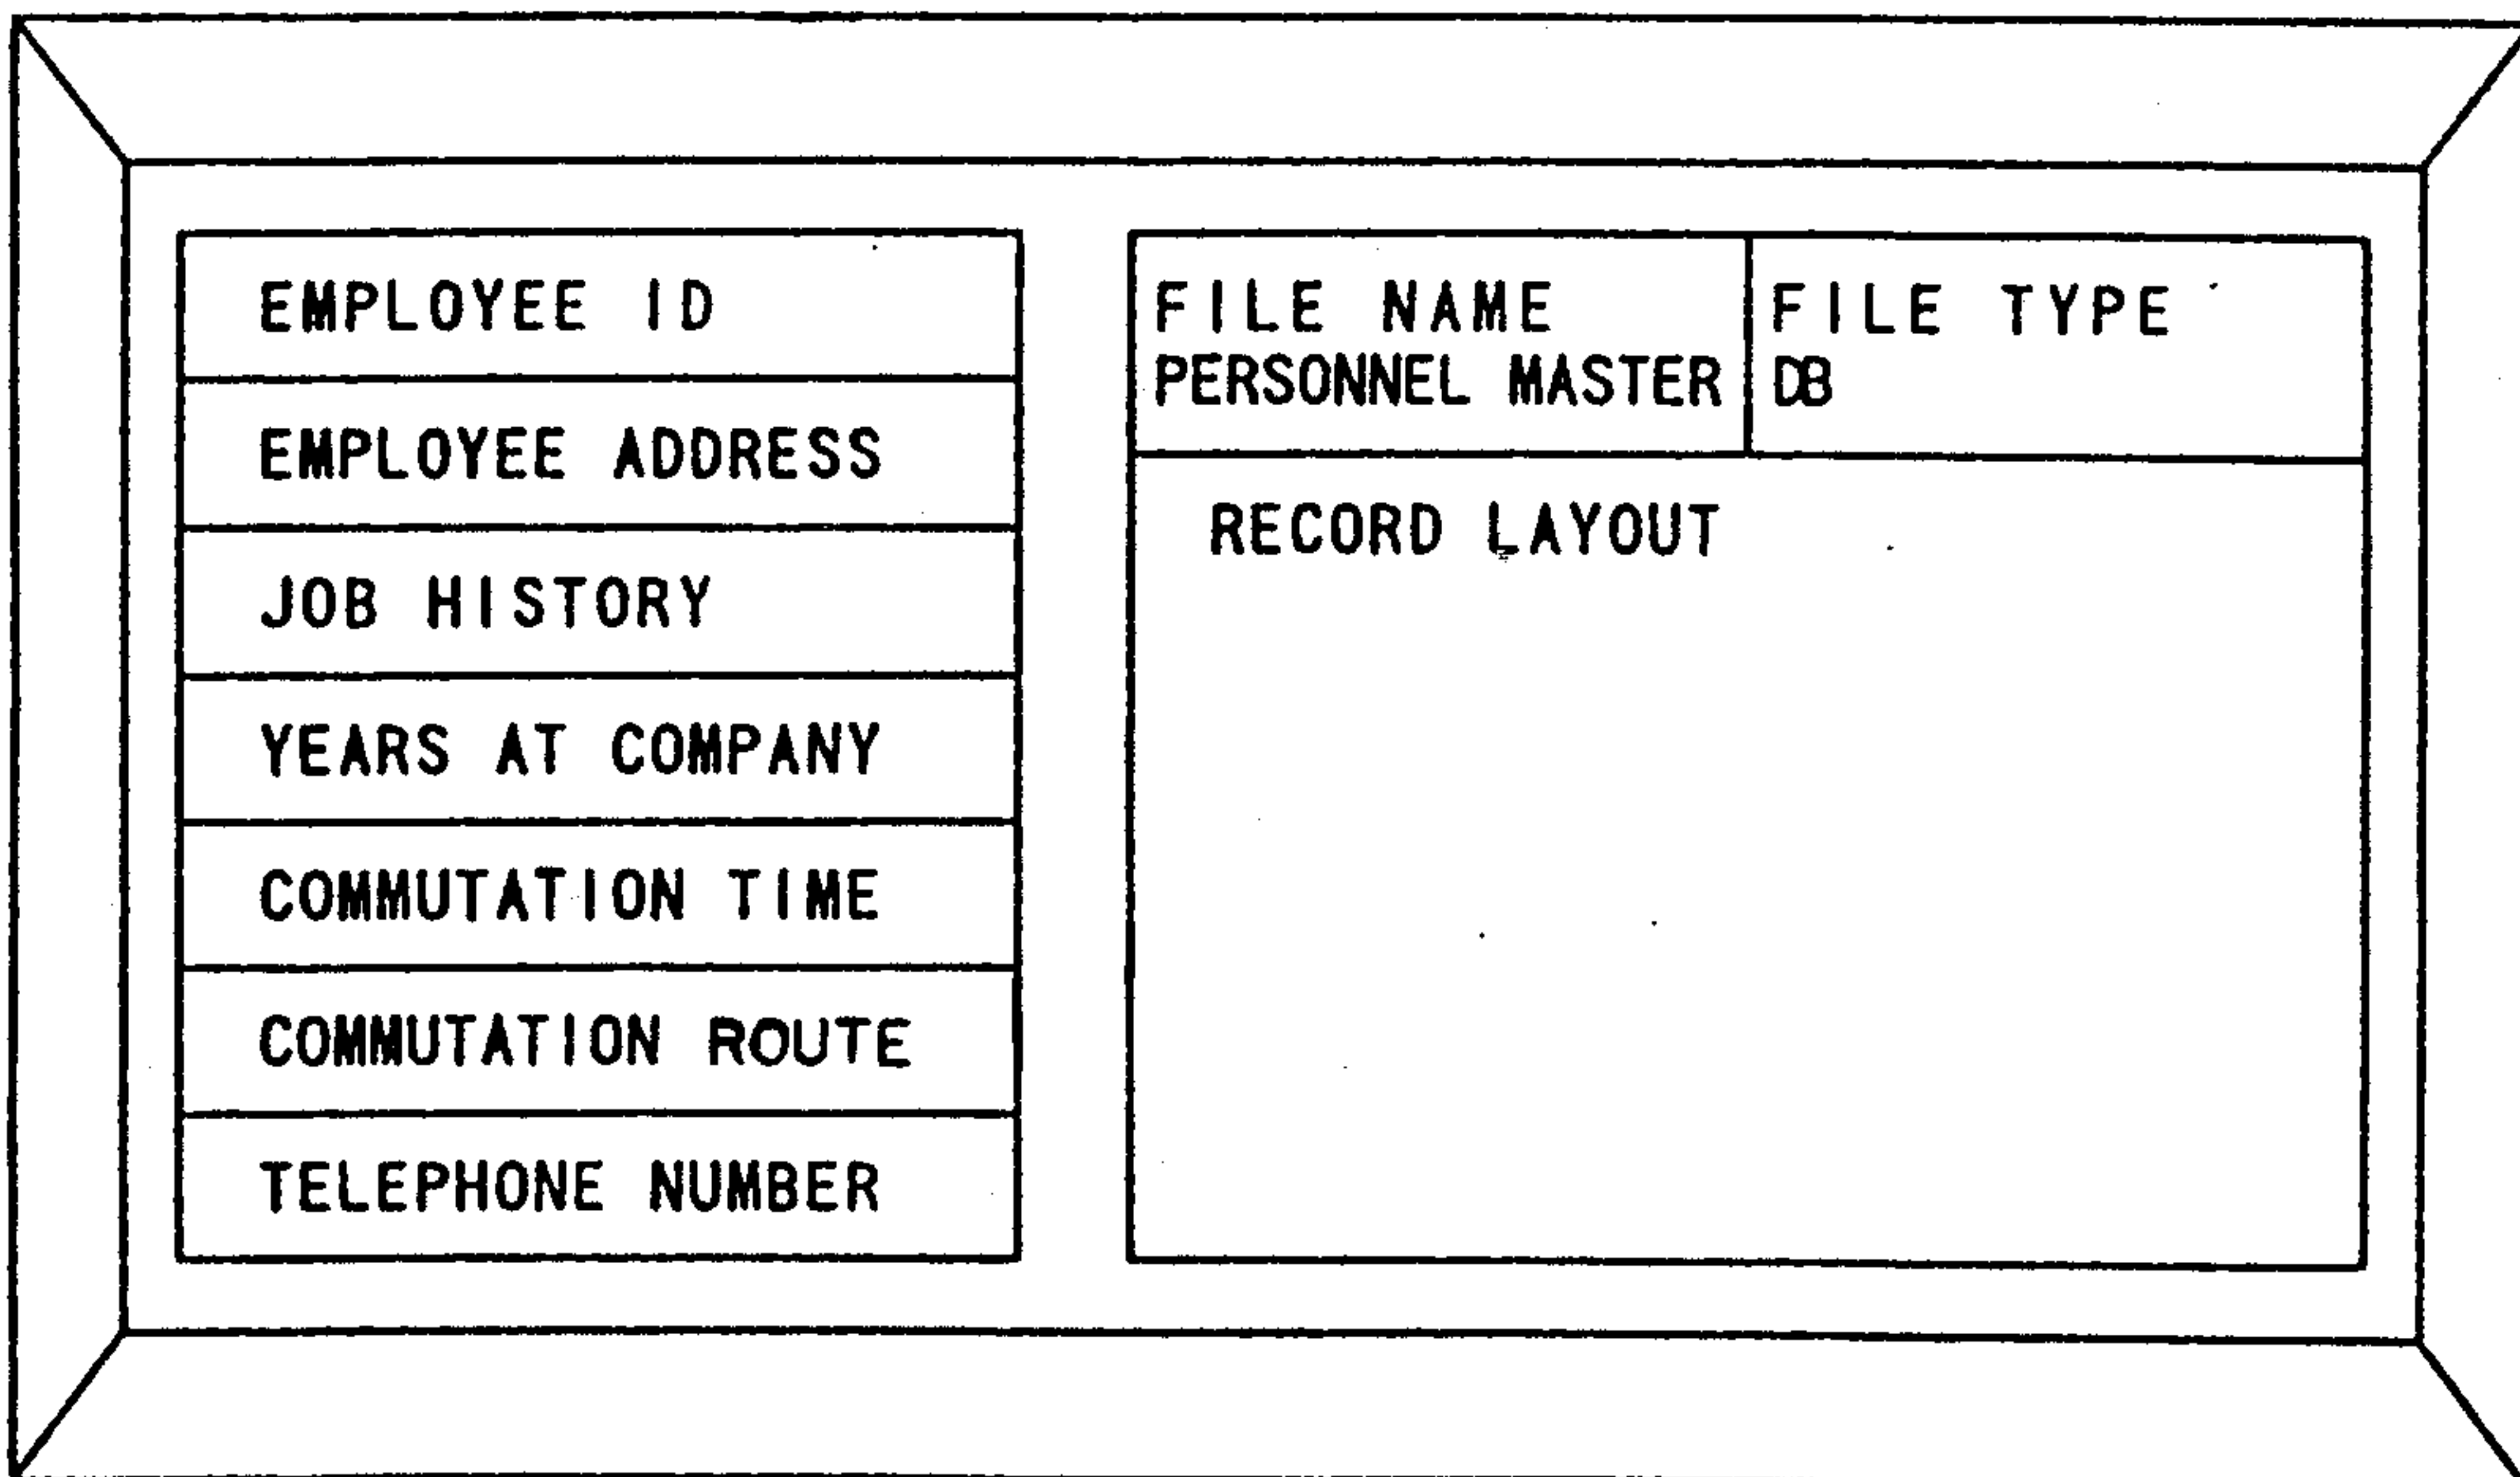 EMPLOYEE ID
EMPLOYEE ADDRESS
JOB HISTORY
YEARS AT COMPANY
COMMUTATION TIME
COMMUTATION ROUTE
TELEPHONE NUMBER
FILE NAME
PERSONNEL MASTER
FILE TYPE
DB
RECORD LAYOUT